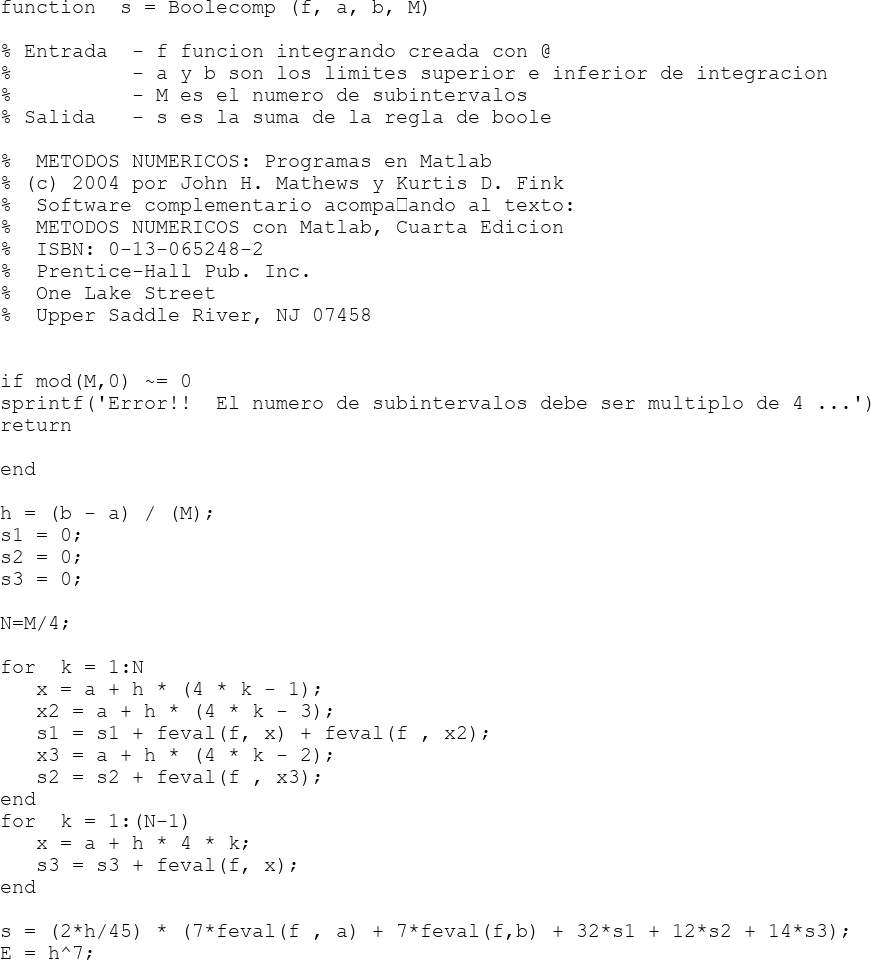 function  s = Boolecomp (f, a, b, M)
% Entrada  - f funcion integrando creada con @
%          - a y b son los limites superior e inferior de integracion
%          - M es el numero de subintervalos
% Salida   - s es la suma de la regla de boole
%  METODOS NUMERICOS: Programas en Matlab
% (c) 2004 por John H. Mathews y Kurtis D. Fink
%  Software complementario acompa□ando al texto:
%  METODOS NUMERICOS con Matlab, Cuarta Edicion
%  ISBN: 0-13-065248-2
%  Prentice-Hall Pub. Inc.
%  One Lake Street
%  Upper Saddle River, NJ 07458
if mod(M,0) ~= 0
sprintf('Error!!  El numero de subintervalos debe ser multiplo de 4 ...')
return
end
h = (b - a) / (M);
s1 = 0;
s2 = 0;
s3 = 0;
N=M/4;
for  k = 1:N
   x = a + h * (4 * k - 1);
   x2 = a + h * (4 * k - 3);
   s1 = s1 + feval(f, x) + feval(f , x2);
   x3 = a + h * (4 * k - 2);
   s2 = s2 + feval(f , x3);
end
for  k = 1:(N-1)
   x = a + h * 4 * k;
   s3 = s3 + feval(f, x);
end
s = (2*h/45) * (7*feval(f , a) + 7*feval(f,b) + 32*s1 + 12*s2 + 14*s3);
E = h^7;